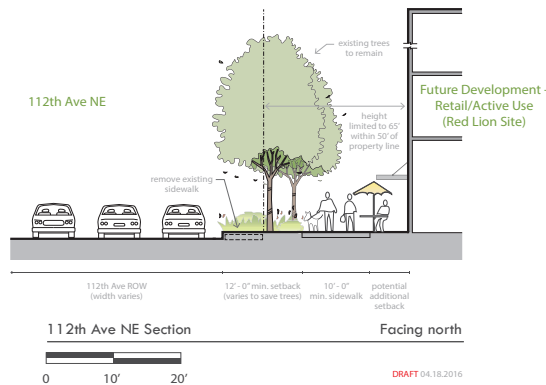 existing trees
to remain
112th Ave NE
Future Development -
Retail/Active Use
(Red Lion Site)
height
limited to 65'
within 50' of
property line
remove existing
sidewalk
112th Ave ROW
(width varies)
12' - 0" min. setback
(varies to save trees)
10' - 0"
min. sidewalk
potential
additional
setback
112th Ave NE Section
Facing north
0 10' 20'
DRAFT 04.18.2016